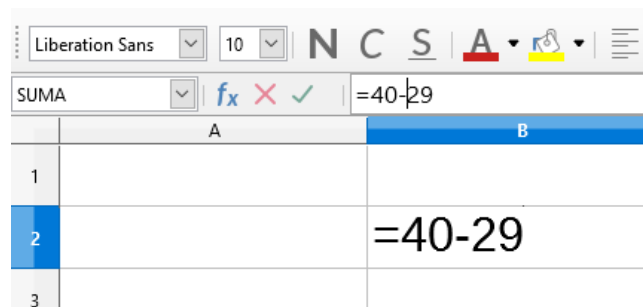 Liberation Sans 10 N C S A
SUMA fx =40-29
A B
1
2 =40-29
3